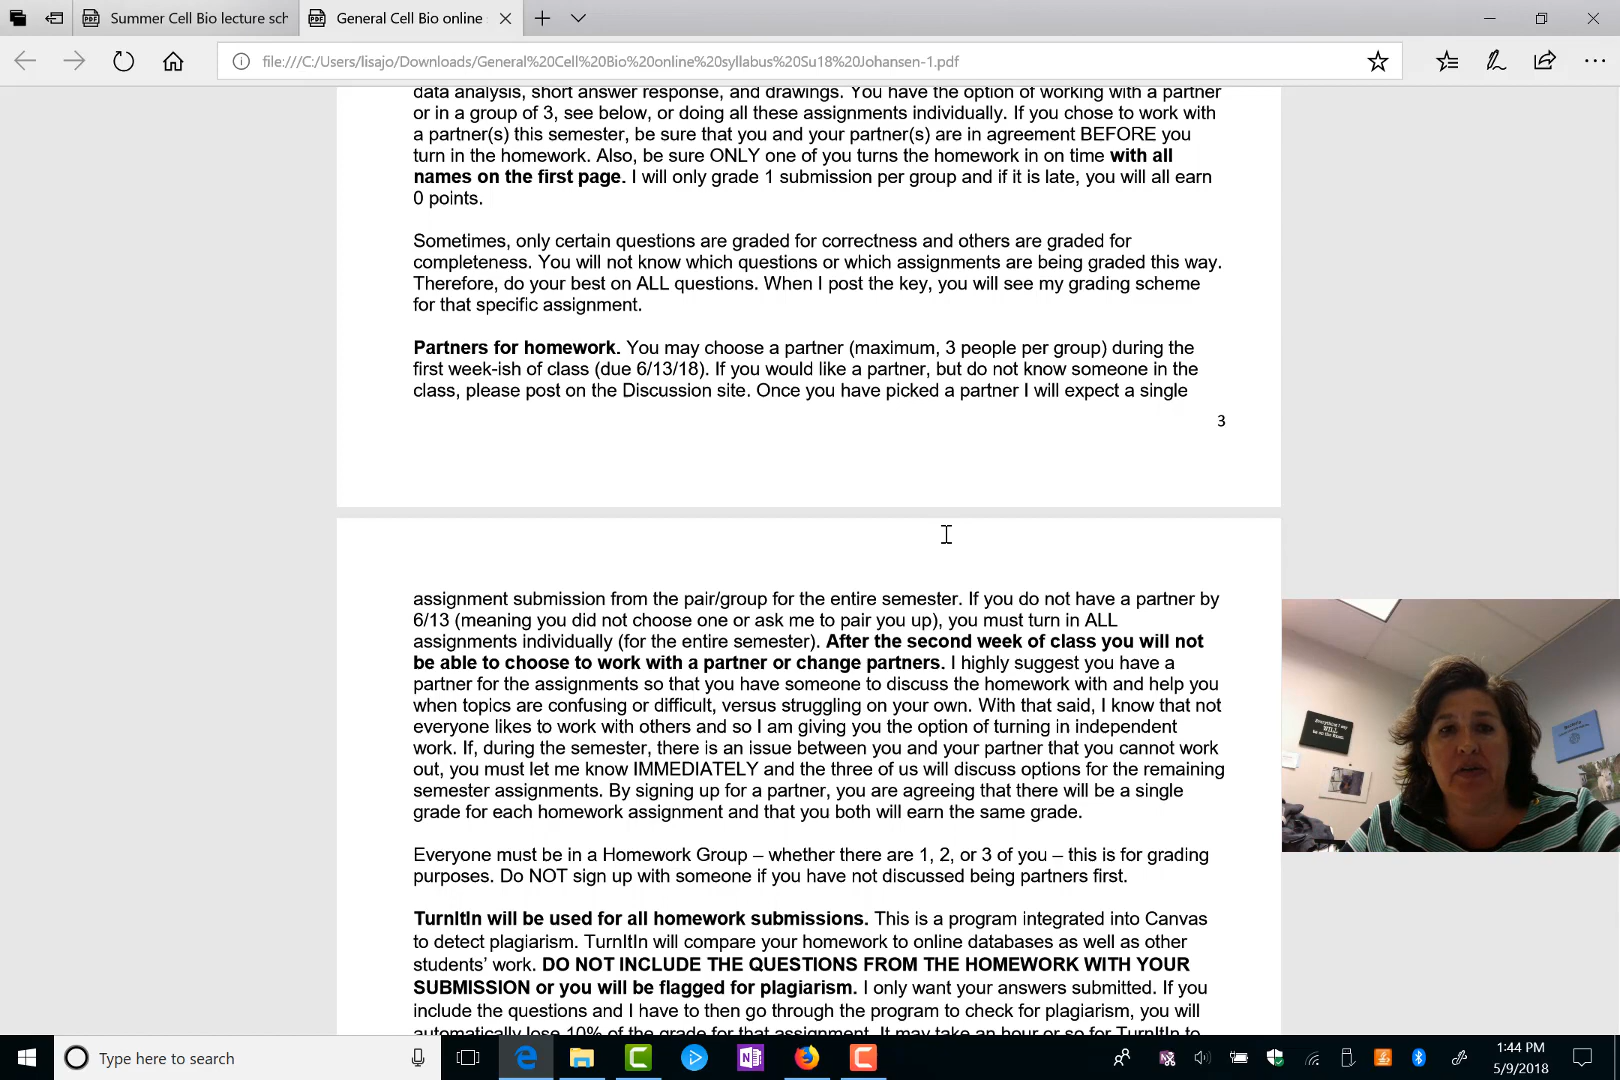 Summer Cell Bio lecture sch
General Cell Bio online
file:///C:/Users/lisajo/Downloads/General%20Cell%20Bio%20online%20syllabus%20Su18%20Johansen-1.pdf
data analysis, short answer response, and drawings. You have the option of working with a partner
or in a group of 3, see below, or doing all these assignments individually. If you chose to work with
a partner(s) this semester, be sure that you and your partner(s) are in agreement BEFORE you
turn in the homework. Also, be sure ONLY one of you turns the homework in on time with all
names on the first page. I will only grade 1 submission per group and if it is late, you will all earn
0 points.
Sometimes, only certain questions are graded for correctness and others are graded for
completeness. You will not know which questions or which assignments are being graded this way.
Therefore, do your best on ALL questions. When I post the key, you will see my grading scheme
for that specific assignment.
Partners for homework. You may choose a partner (maximum, 3 people per group) during the
first week-ish of class (due 6/13/18). If you would like a partner, but do not know someone in the
class, please post on the Discussion site. Once you have picked a partner I will expect a single
3
assignment submission from the pair/group for the entire semester. If you do not have a partner by
6/13 (meaning you did not choose one or ask me to pair you up), you must turn in ALL
assignments individually (for the entire semester). After the second week of class you will not
be able to choose to work with a partner or change partners. I highly suggest you have a
partner for the assignments so that you have someone to discuss the homework with and help you
when topics are confusing or difficult, versus struggling on your own. With that said, I know that not
everyone likes to work with others and so I am giving you the option of turning in independent
work. If, during the semester, there is an issue between you and your partner that you cannot work
out, you must let me know IMMEDIATELY and the three of us will discuss options for the remaining
semester assignments. By signing up for a partner, you are agreeing that there will be a single
grade for each homework assignment and that you both will earn the same grade.
Everyone must be in a Homework Group – whether there are 1, 2, or 3 of you – this is for grading
purposes. Do NOT sign up with someone if you have not discussed being partners first.
TurnItIn will be used for all homework submissions. This is a program integrated into Canvas
to detect plagiarism. TurnItIn will compare your homework to online databases as well as other
students' work. DO NOT INCLUDE THE QUESTIONS FROM THE HOMEWORK WITH YOUR
SUBMISSION or you will be flagged for plagiarism. I only want your answers submitted. If you
include the questions and I have to then go through the program to check for plagiarism, you will
automatically lose 10% of the grade for that assignment. It may take an hour or so for TurnItIn to
Everything I say
WILL
be on the Exam
Type here to search
1:44 PM
5/9/2018